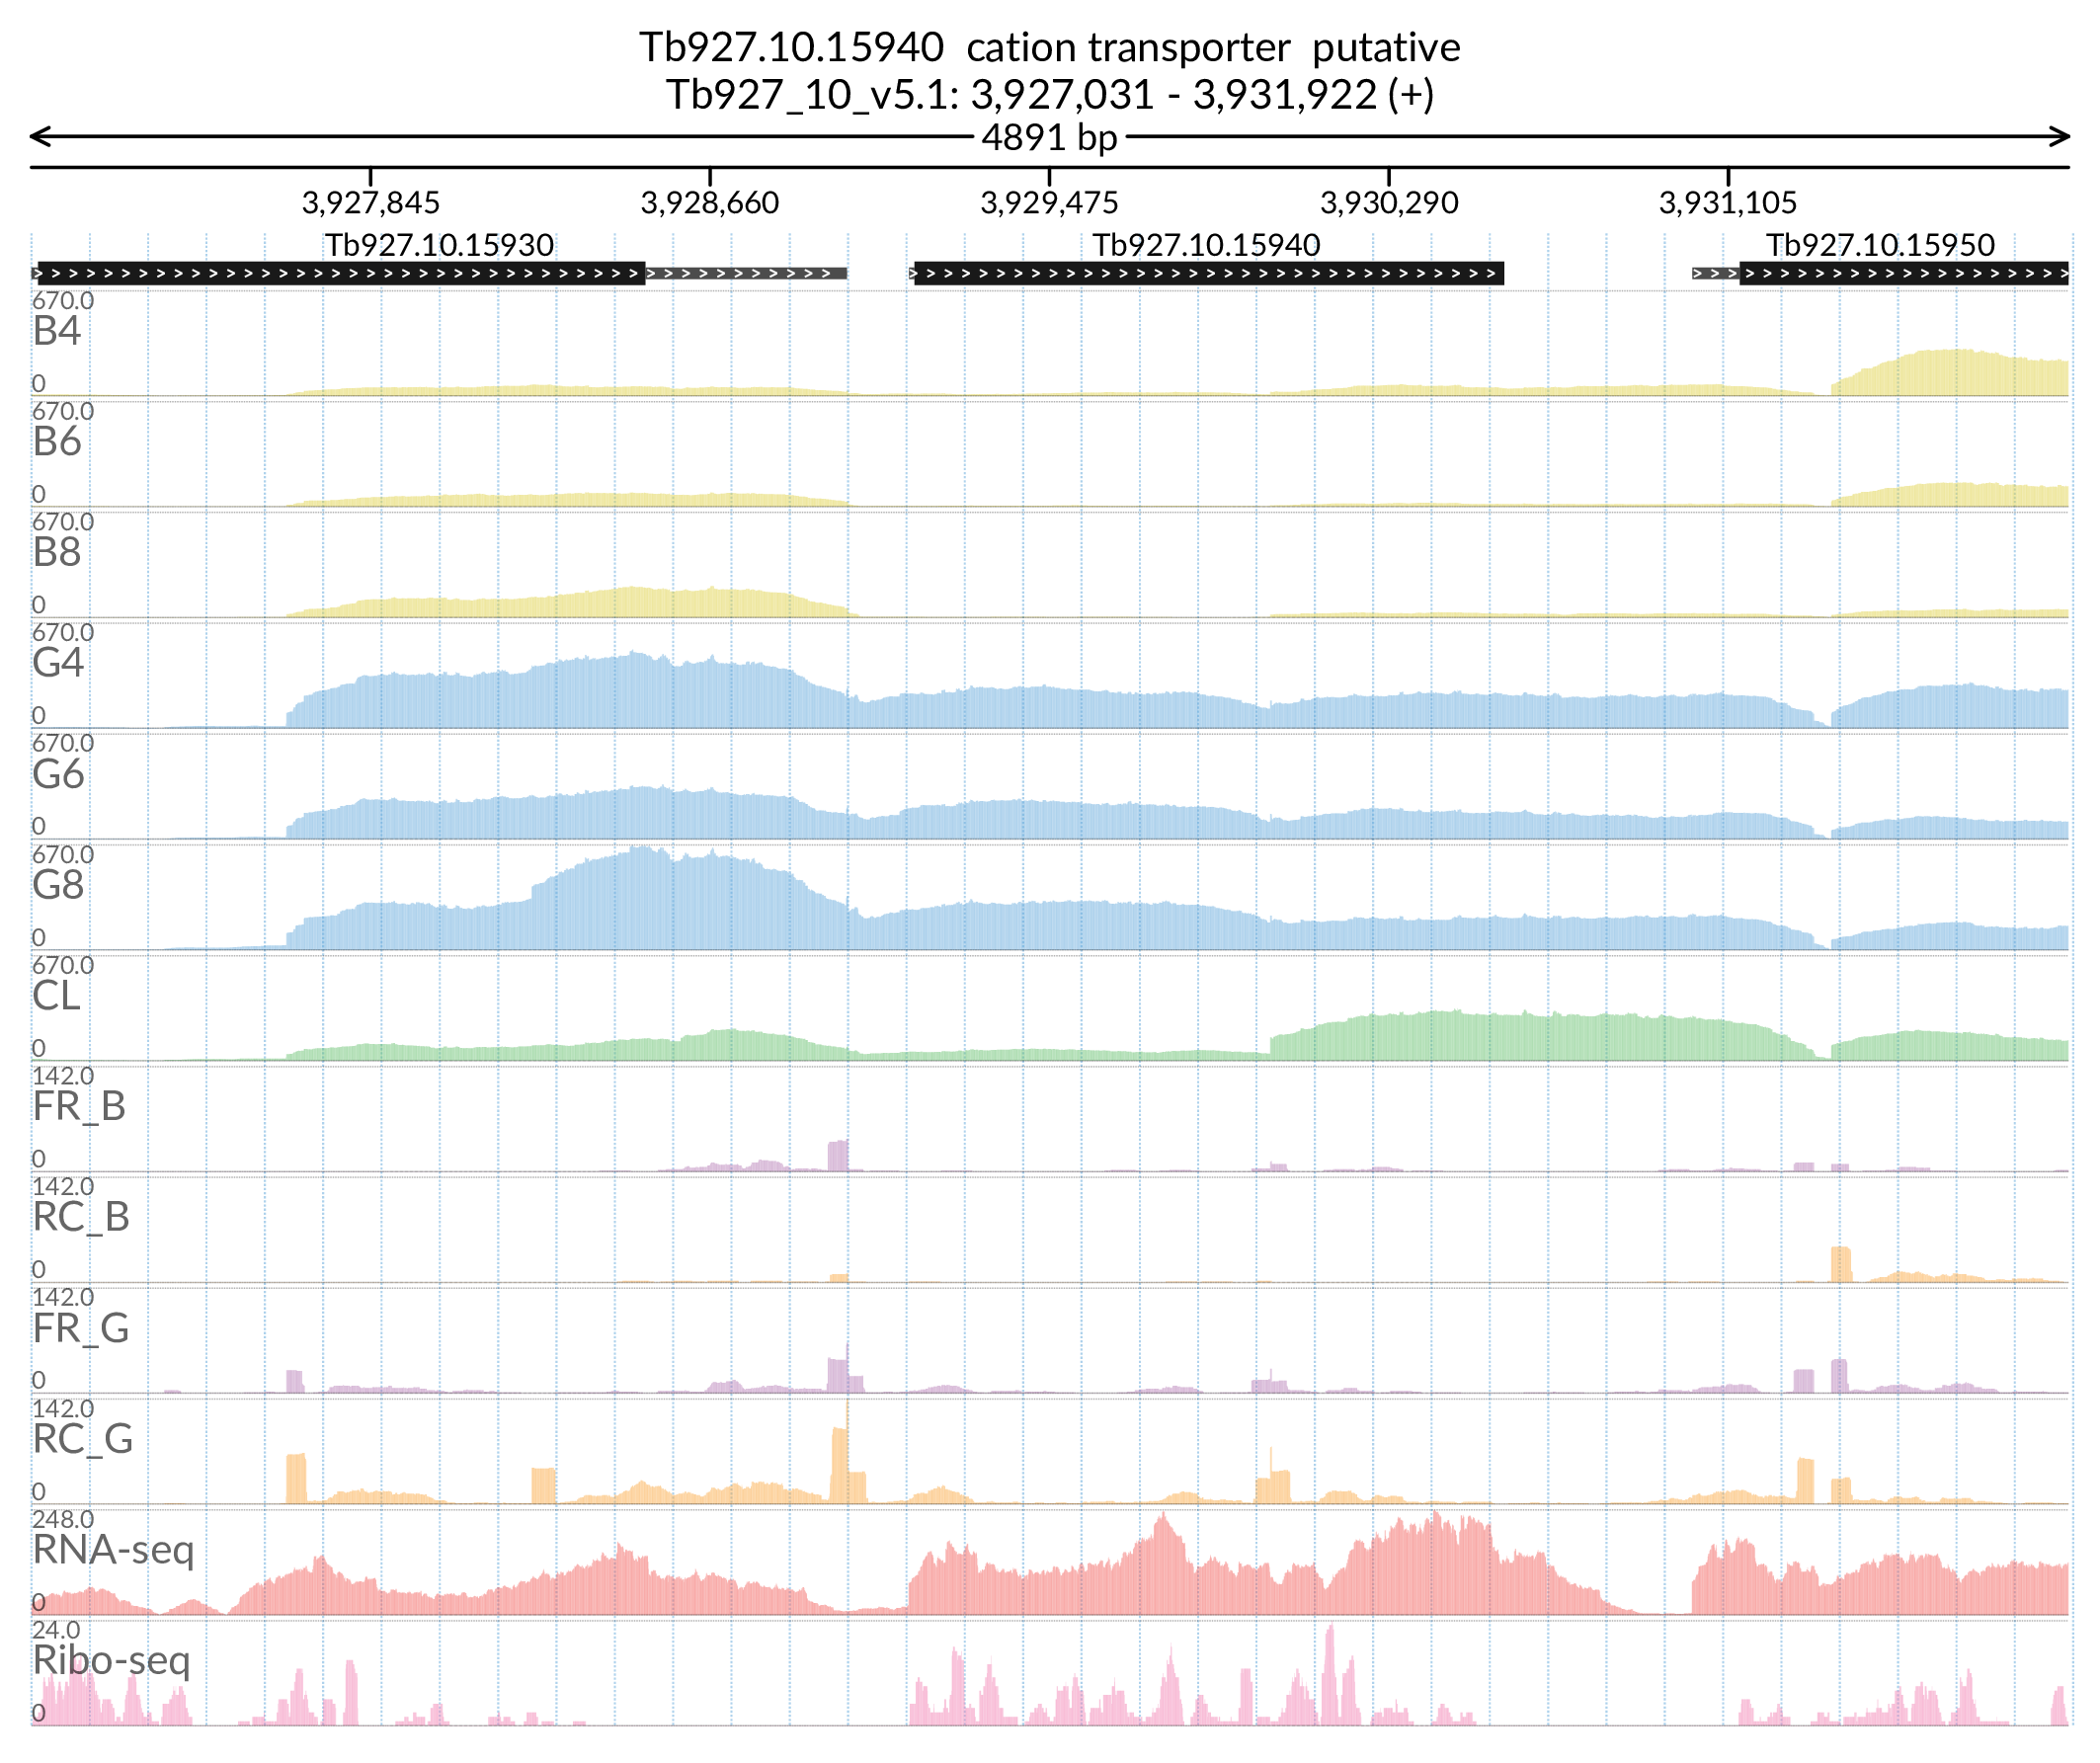 Tb927.10.15940  cation transporter  putative
Tb927_10_v5.1: 3,927,031 - 3,931,922 (+)
4891 bp
3,927,845 3,928,660 3,929,475 3,930,290 3,931,105
Tb927.10.15930 Tb927.10.15940 Tb927.10.15950
670.0
B4
0
670.0
B6
0
670.0
B8
0
670.0
G4
0
670.0
G6
0
670.0
G8
0
670.0
CL
0
142.0
FR_B
0
142.0
RC_B
0
142.0
FR_G
0
142.0
RC_G
0
248.0
RNA-seq
0
24.0
Ribo-seq
0